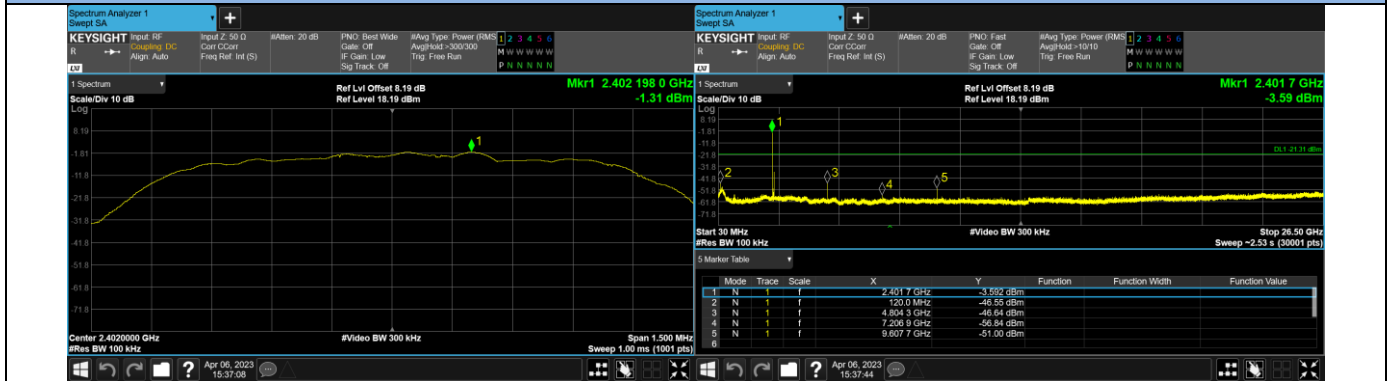 Spectrum Analyzer 1
Swept SA
+
KEYSIGHT Input: RF Input Z: 50 Ω #Atten: 20 dB PNO: Best Wide #Avg Type: Power (RMS 1 2 3 4 5 6
R Coupling: DC Corr CCorr Gate: Off Avg|Hold:>300/300 M W W W W W
Align: Auto Freq Ref: Int (S) IF Gain: Low Trig: Free Run
LXI Sig Track: Off P N N N N N
1 Spectrum Ref Lvl Offset 8.19 dB Mkr1 2.402 198 0 GHz
Scale/Div 10 dB Ref Level 18.19 dBm -1.31 dBm
Log
8.19
1
-1.81
-11.8
-21.8
-31.8
-41.8
-51.8
-61.8
-71.8
Center 2.4020000 GHz #Video BW 300 kHz Span 1.500 MHz
#Res BW 100 kHz Sweep 1.00 ms (1001 pts)
? Apr 06, 2023
15:37:08
Spectrum Analyzer 1
Swept SA
+
KEYSIGHT Input: RF Input Z: 50 Ω #Atten: 20 dB PNO: Fast #Avg Type: Power (RMS 1 2 3 4 5 6
R Coupling: DC Corr CCorr Gate: Off Avg|Hold:>10/10 M W W W W W
Align: Auto Freq Ref: Int (S) IF Gain: Low Trig: Free Run
LXI Sig Track: Off P N N N N N
1 Spectrum Ref Lvl Offset 8.19 dB Mkr1 2.401 7 GHz
Scale/Div 10 dB Ref Level 18.19 dBm -3.59 dBm
Log
8.19
1
-1.81
-11.8
-21.8 DL1 -21.31 dBm
-31.8
-41.8 2 3 4 5
-51.8
-61.8
-71.8
Start 30 MHz #Video BW 300 kHz Stop 26.50 GHz
#Res BW 100 kHz Sweep ~2.53 s (30001 pts)
5 Marker Table
Mode Trace Scale X Y Function Function Width Function Value
1 N 1 f 2.401 7 GHz -3.592 dBm
2 N 1 f 120.0 MHz -46.55 dBm
3 N 1 f 4.804 3 GHz -46.64 dBm
4 N 1 f 7.206 9 GHz -56.84 dBm
5 N 1 f 9.607 7 GHz -51.00 dBm
6
? Apr 06, 2023
15:37:44